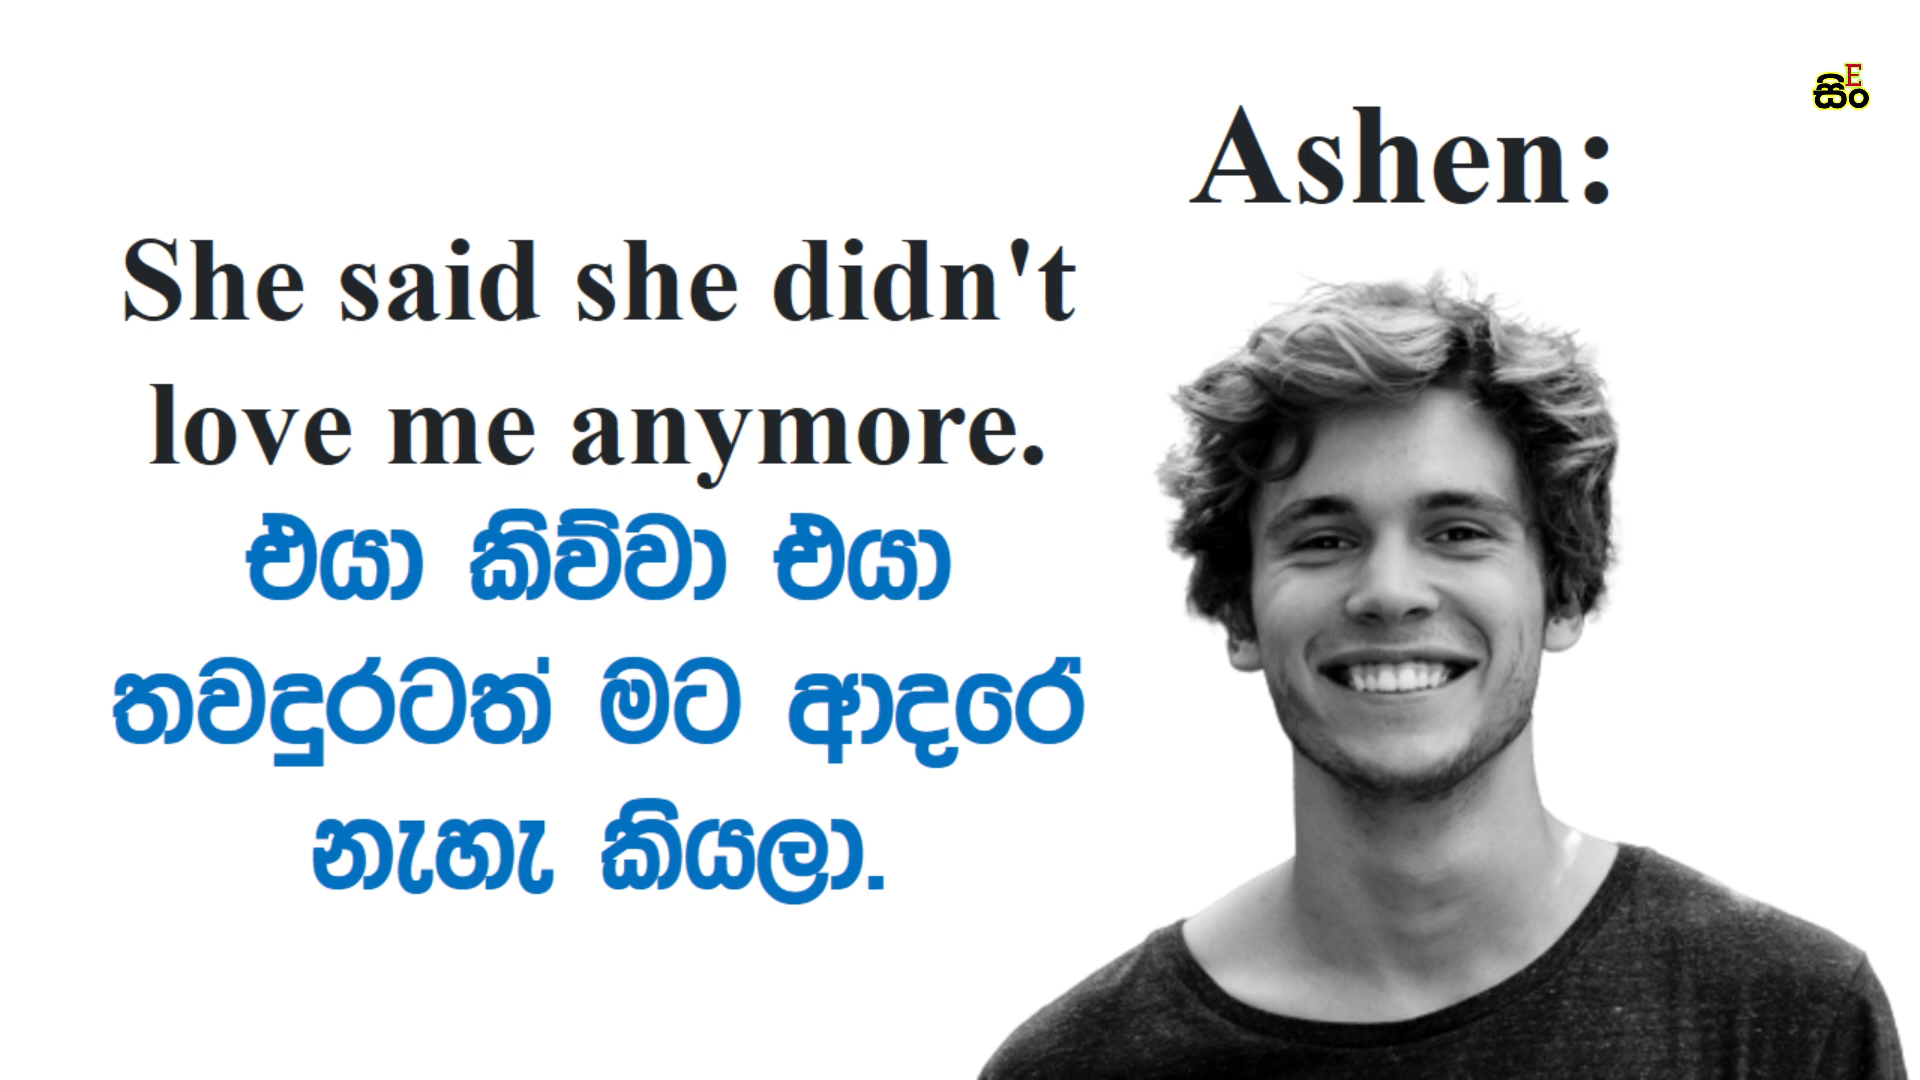 Ashen:
She said she didn't
love me anymore.
එයා කිව්වා එයා
තවදුරටත් මට ආදරේ
නැහැ කියලා.
සිං
E